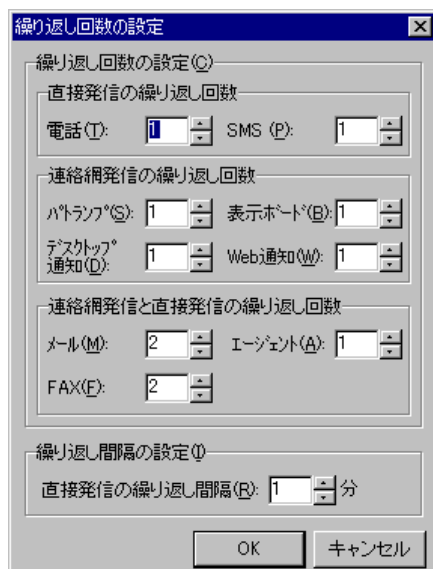 繰り返し回数の設定
繰り返し回数の設定(C)
直接発信の繰り返し回数
電話(T): 1 SMS (P): 1
連絡網発信の繰り返し回数
ﾊﾟﾄﾗﾝﾌﾟ(S): 1 表示ﾎﾞｰﾄﾞ(B): 1
ﾃﾞｽｸﾄｯﾌﾟ
通知(D): 1 Web通知(W): 1
連絡網発信と直接発信の繰り返し回数
ﾒｰﾙ(M): 2 ｴｰｼﾞｪﾝﾄ(A): 1
FAX(F): 2
繰り返し間隔の設定(I)
直接発信の繰り返し間隔(R): 1 分
OK キャンセル